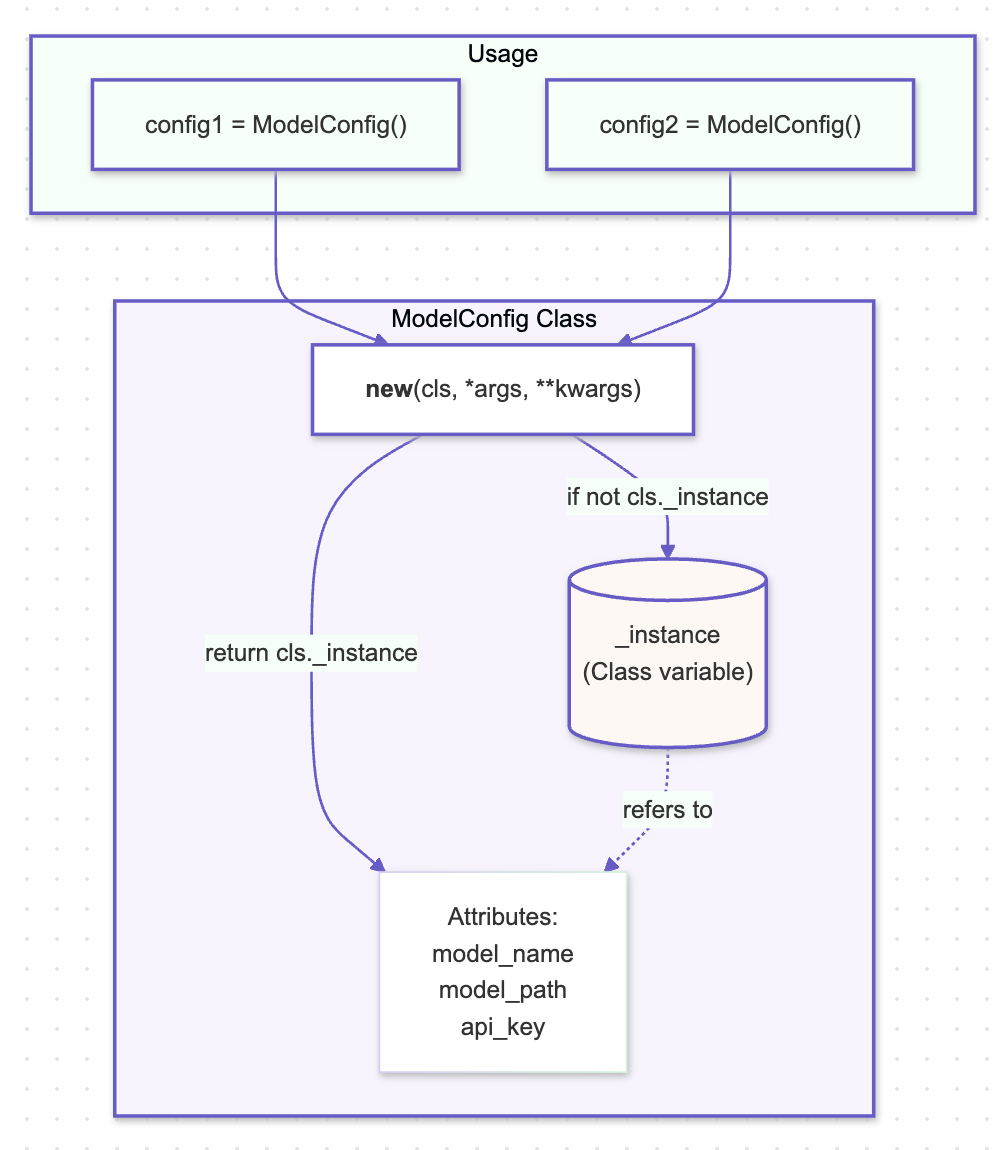 Usage
config1 = ModelConfig()
config2 = ModelConfig()
ModelConfig Class
new(cls, *args, **kwargs)
if not cls._instance
return cls._instance
_instance
(Class variable)
refers to
Attributes:
model_name
model_path
api_key